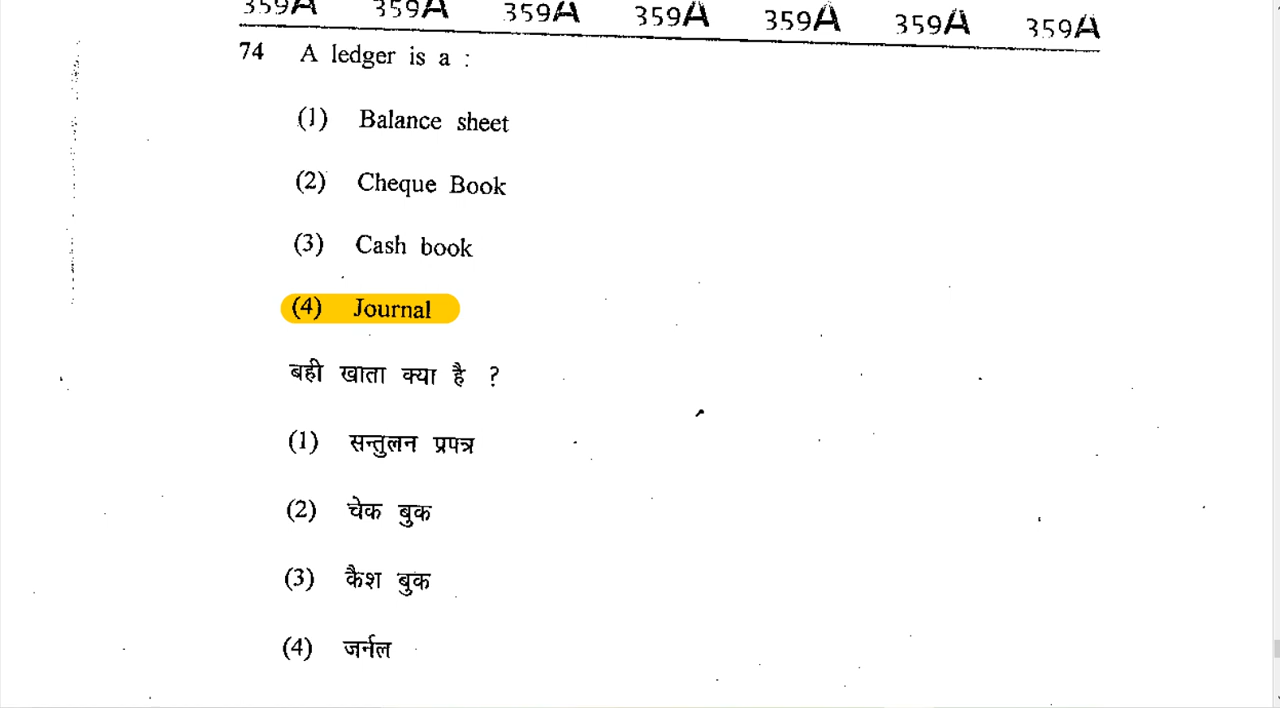 359A 359A 359A 359A 359A 359A 359A
74 A ledger is a :
(1) Balance sheet
(2) Cheque Book
(3) Cash book
(4) Journal
बही खाता क्या है ?
(1) सन्तुलन प्रपत्र
(2) चेक बुक
(3) कैश बुक
(4) जर्नल